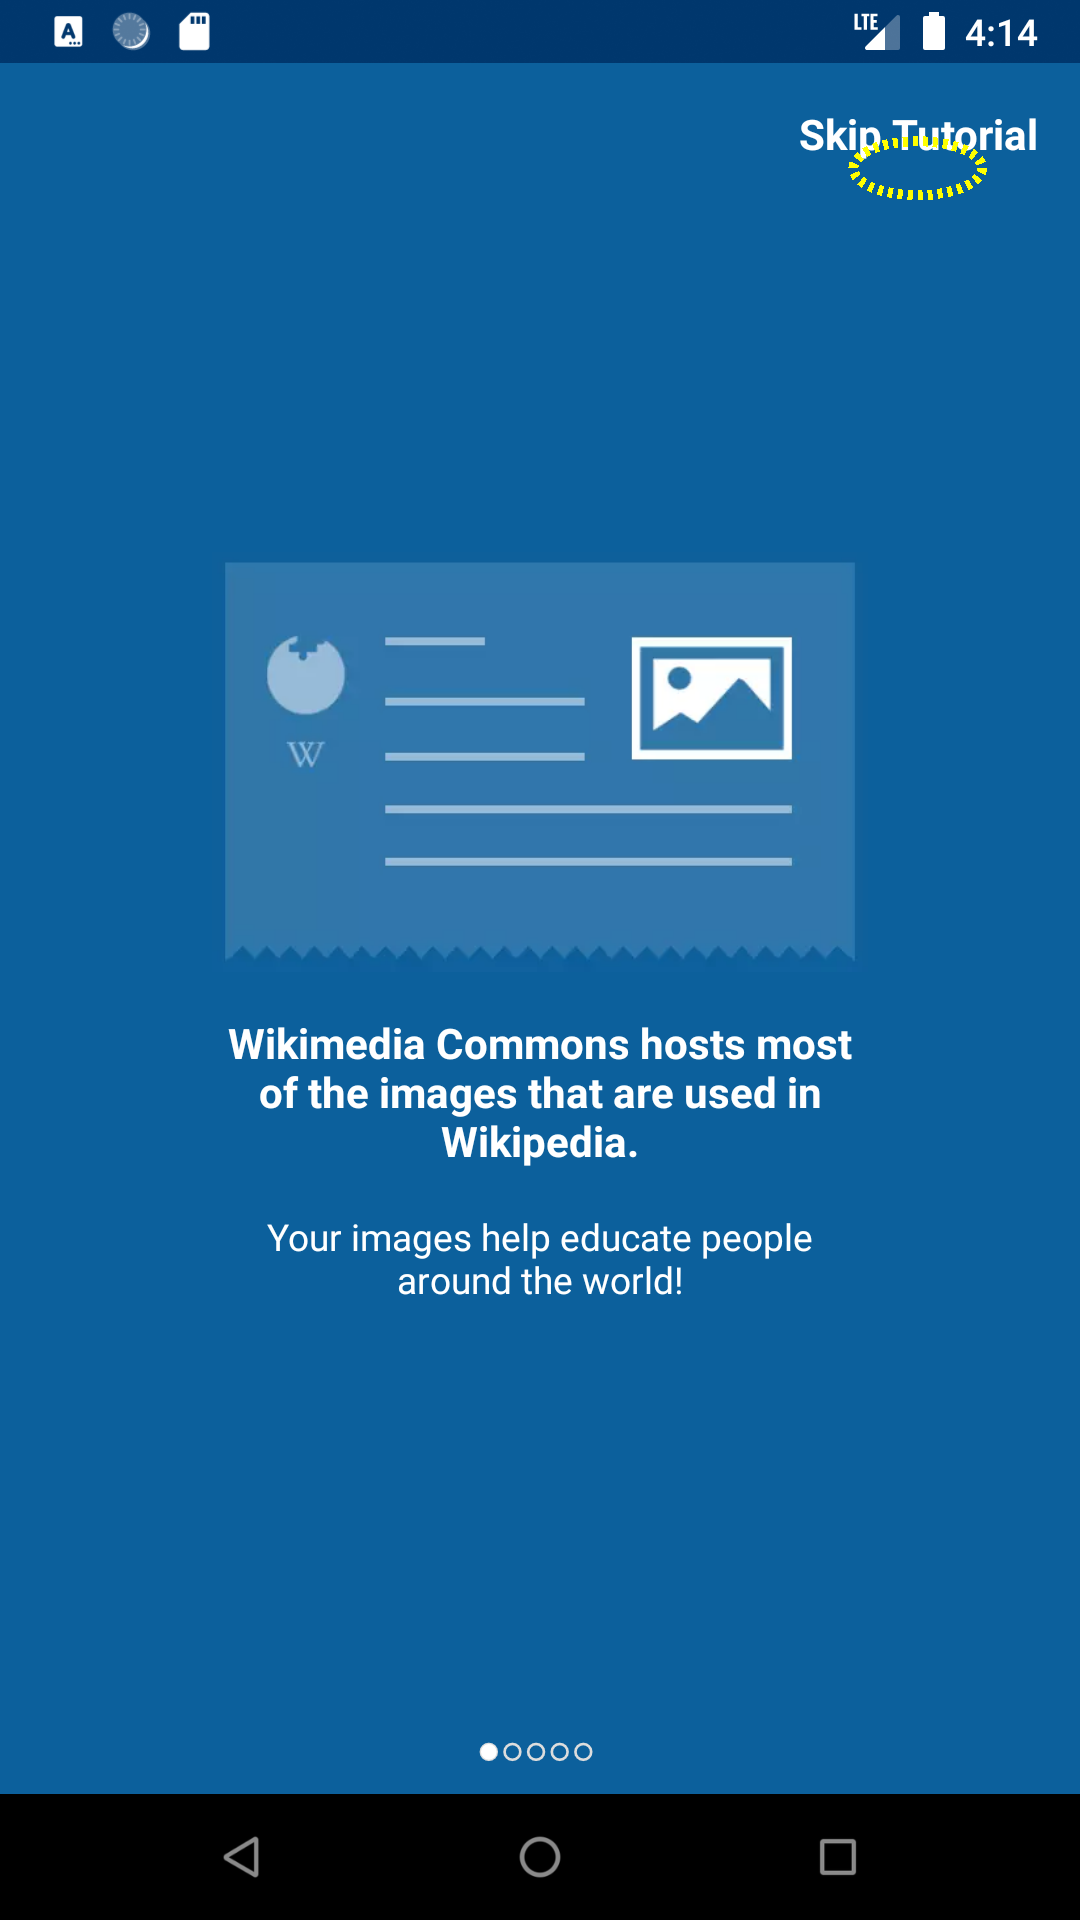 LTE 4:14
Skip Tutorial
W
Wikimedia Commons hosts most
of the images that are used in
Wikipedia.
Your images help educate people
around the world!